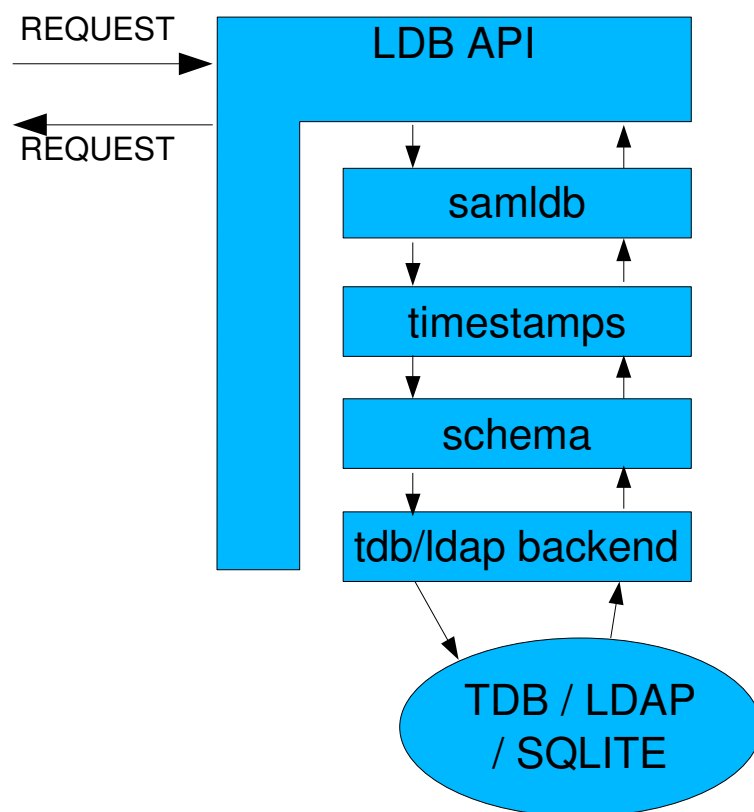 REQUEST
LDB API
REQUEST
samldb
timestamps
schema
tdb/ldap backend
TDB / LDAP
/ SQLITE